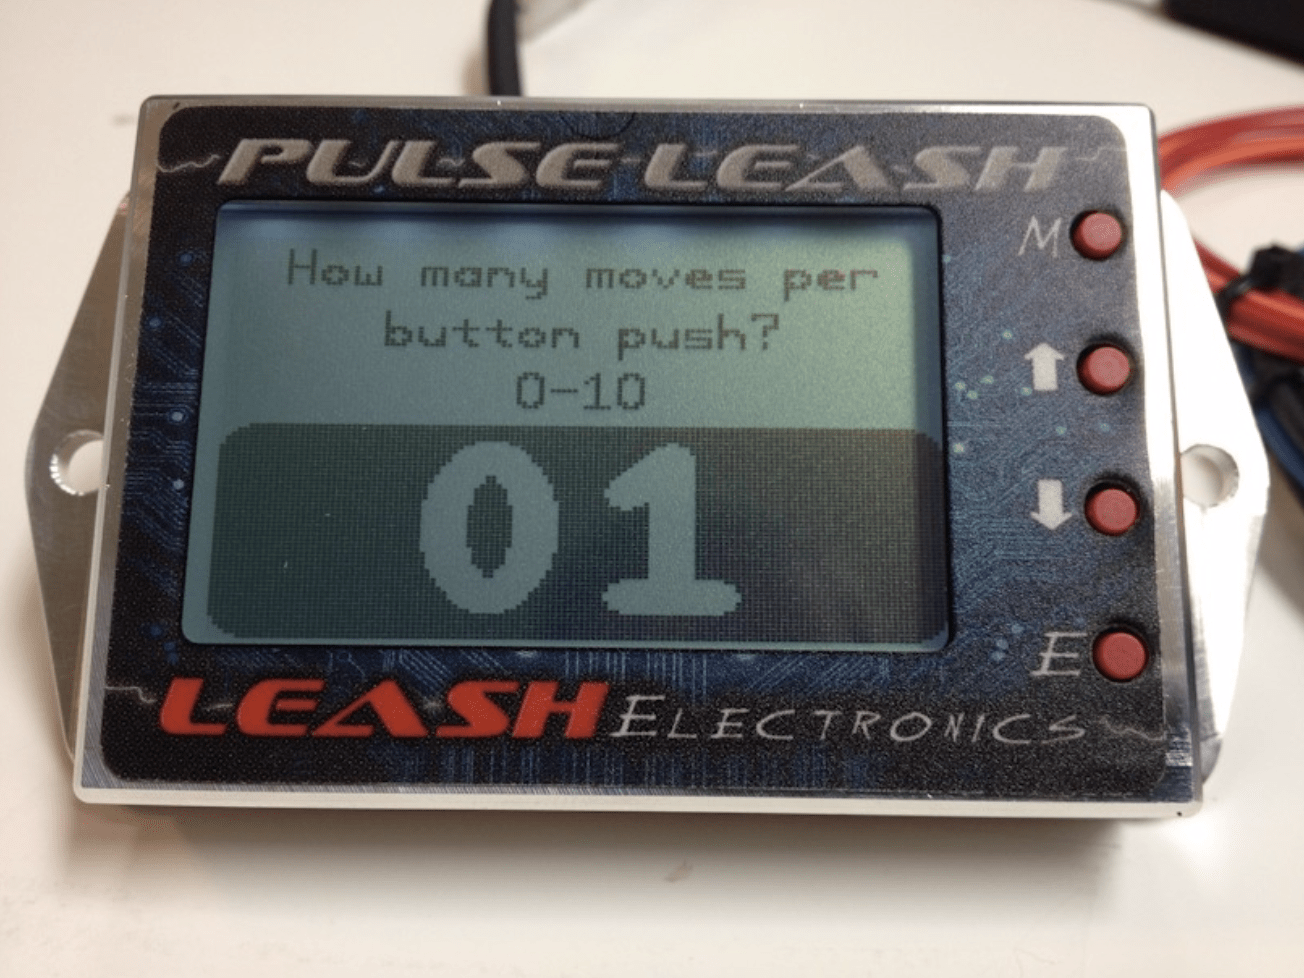 PULSE-LEASH
How many moves per
button push?
0-10
01
M
E
LEASH ELECTRONICS